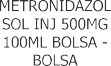 METRONIDAZOL
SOL INJ 500MG
100ML BOLSA -
BOLSA